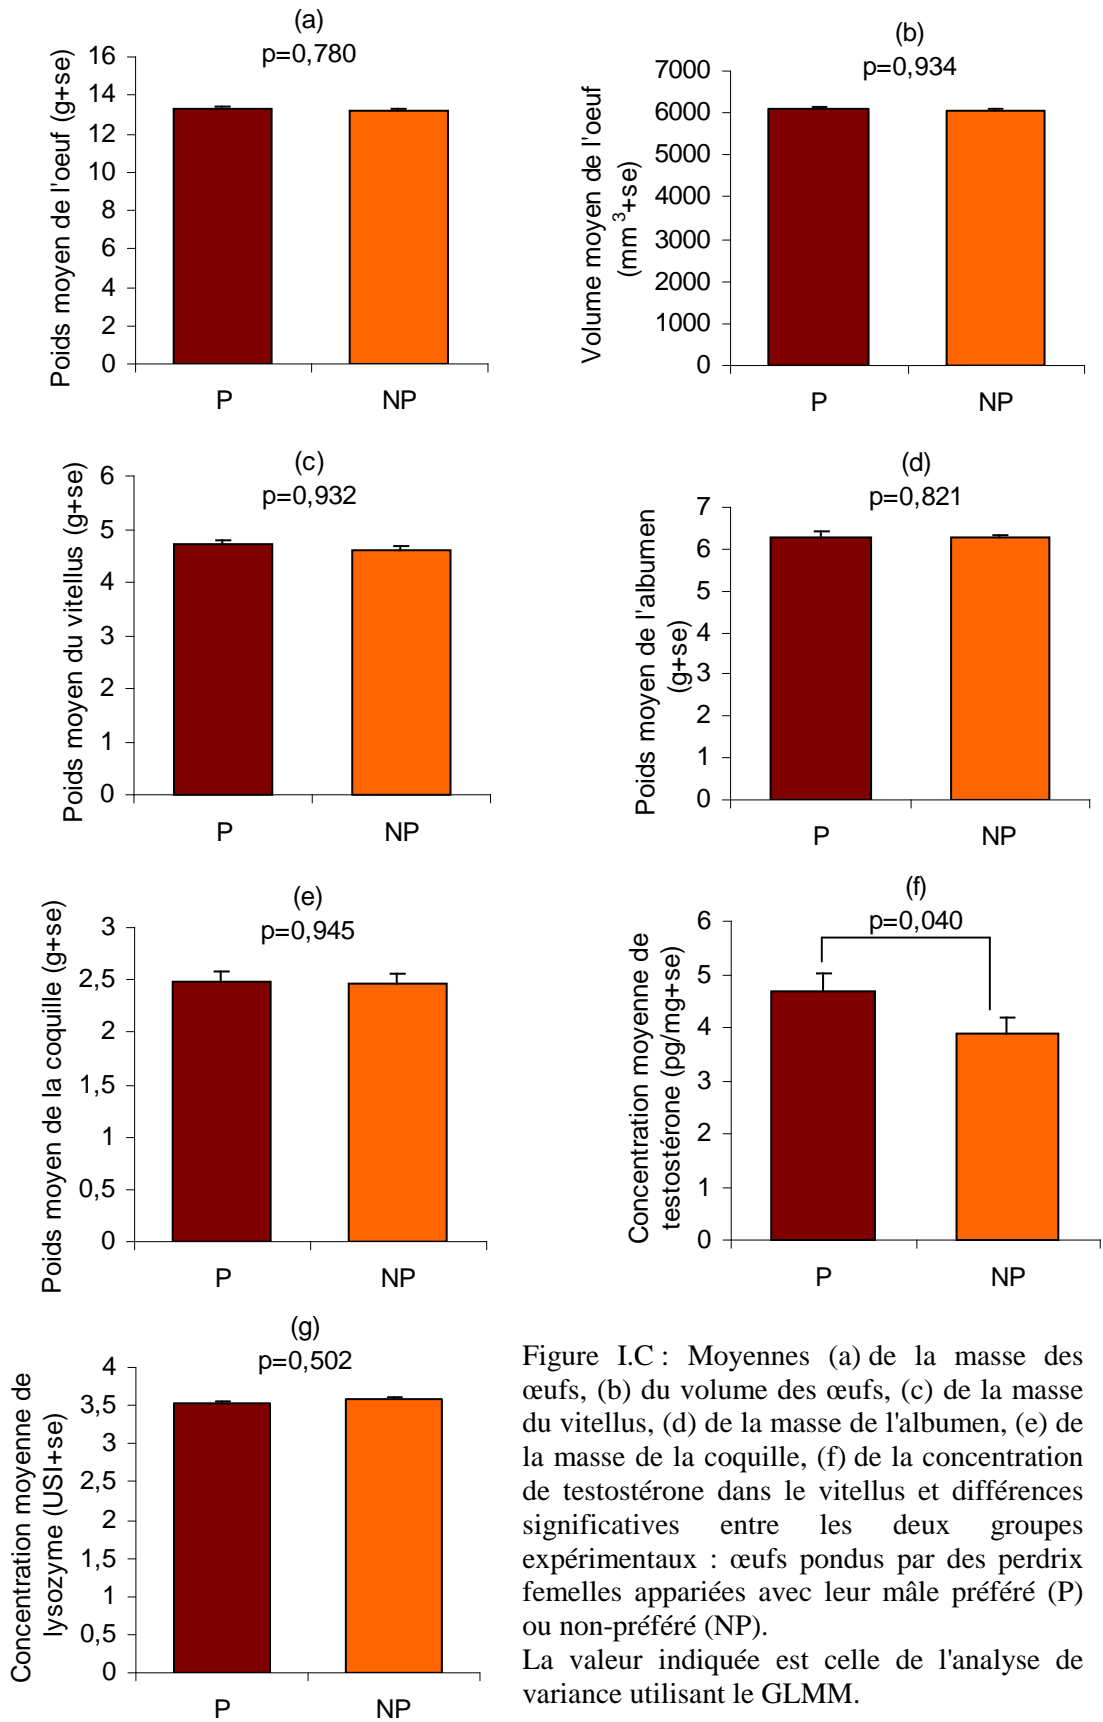 (a)
p=0,780
Poids moyen de l'oeuf (g+se)
16
14
12
10
8
6
4
2
0
P
NP
(b)
p=0,934
Volume moyen de l'oeuf
(mm³+se)
7000
6000
5000
4000
3000
2000
1000
0
P
NP
(c)
p=0,932
Poids moyen du vitellus (g+se)
6
5
4
3
2
1
0
P
NP
(d)
p=0,821
Poids moyen de l'albumen
(g+se)
7
6
5
4
3
2
1
0
P
NP
(e)
p=0,945
Poids moyen de la coquille (g+se)
3
2,5
2
1,5
1
0,5
0
P
NP
(f)
p=0,040
Concentration moyenne de
testostérone (pg/mg+se)
6
5
4
3
2
1
0
P
NP
(g)
p=0,502
Concentration moyenne de
lysozyme (USI+se)
4
3,5
3
2,5
2
1,5
1
0,5
0
P
NP
Figure I.C : Moyennes (a) de la masse des
œufs, (b) du volume des œufs, (c) de la masse
du vitellus, (d) de la masse de l'albumen, (e) de
la masse de la coquille, (f) de la concentration
de testostérone dans le vitellus et différences
significatives entre les deux groupes
expérimentaux : œufs pondus par des perdrix
femelles appariées avec leur mâle préféré (P)
ou non-préféré (NP).
La valeur indiquée est celle de l'analyse de
variance utilisant le GLMM.